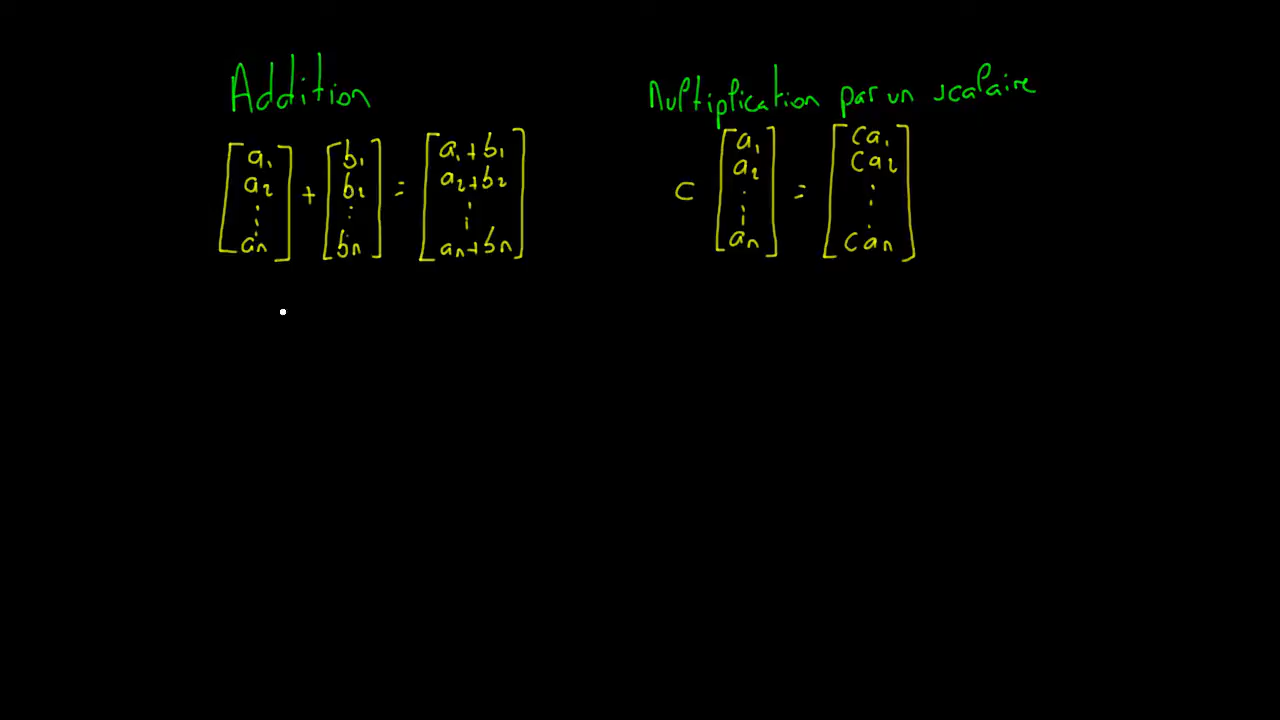 Addition
Multiplication par un scalaire
[a₁ a₂ ⋮ aₙ] + [b₁ b₂ ⋮ bₙ] = [a₁+b₁ a₂+b₂ ⋮ aₙ+bₙ]
c [a₁ a₂ ⋮ aₙ] = [ca₁ ca₂ ⋮ caₙ]